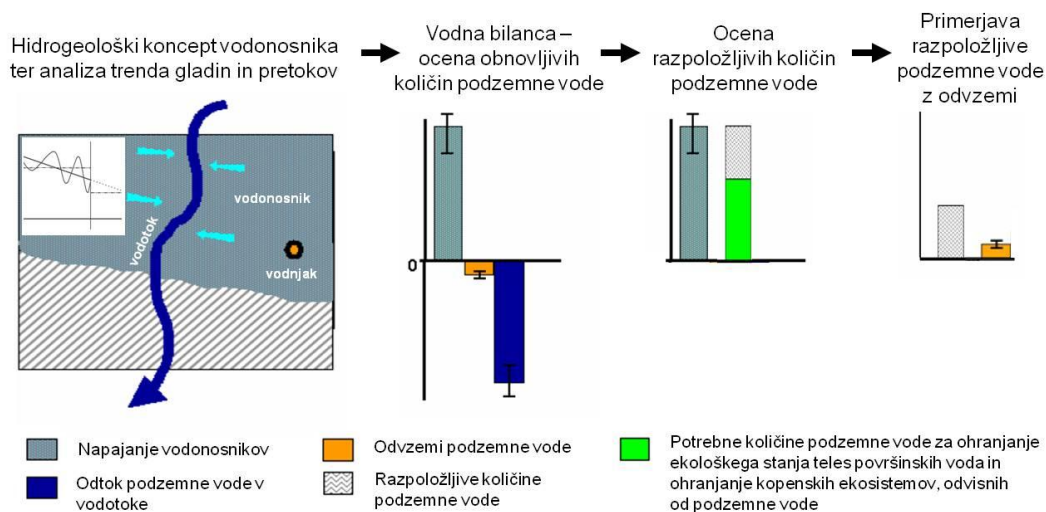 Hidrogeološki koncept vodonosnika
ter analiza trenda gladin in pretokov
Vodna bilanca –
ocena obnovljivih
količin podzemne vode
Ocena
razpoložljivih količin
podzemne vode
Primerjava
razpoložljive
podzemne vode
z odvzemi
vodonosnik
vodotok
vodnjak
0
Napajanje vodonosnikov
Odtok podzemne vode v
vodotoke
Odvzemi podzemne vode
Razpoložljive količine
podzemne vode
Potrebne količine podzemne vode za ohranjanje
ekološkega stanja teles površinskih voda in
ohranjanje kopenskih ekosistemov, odvisnih
od podzemne vode